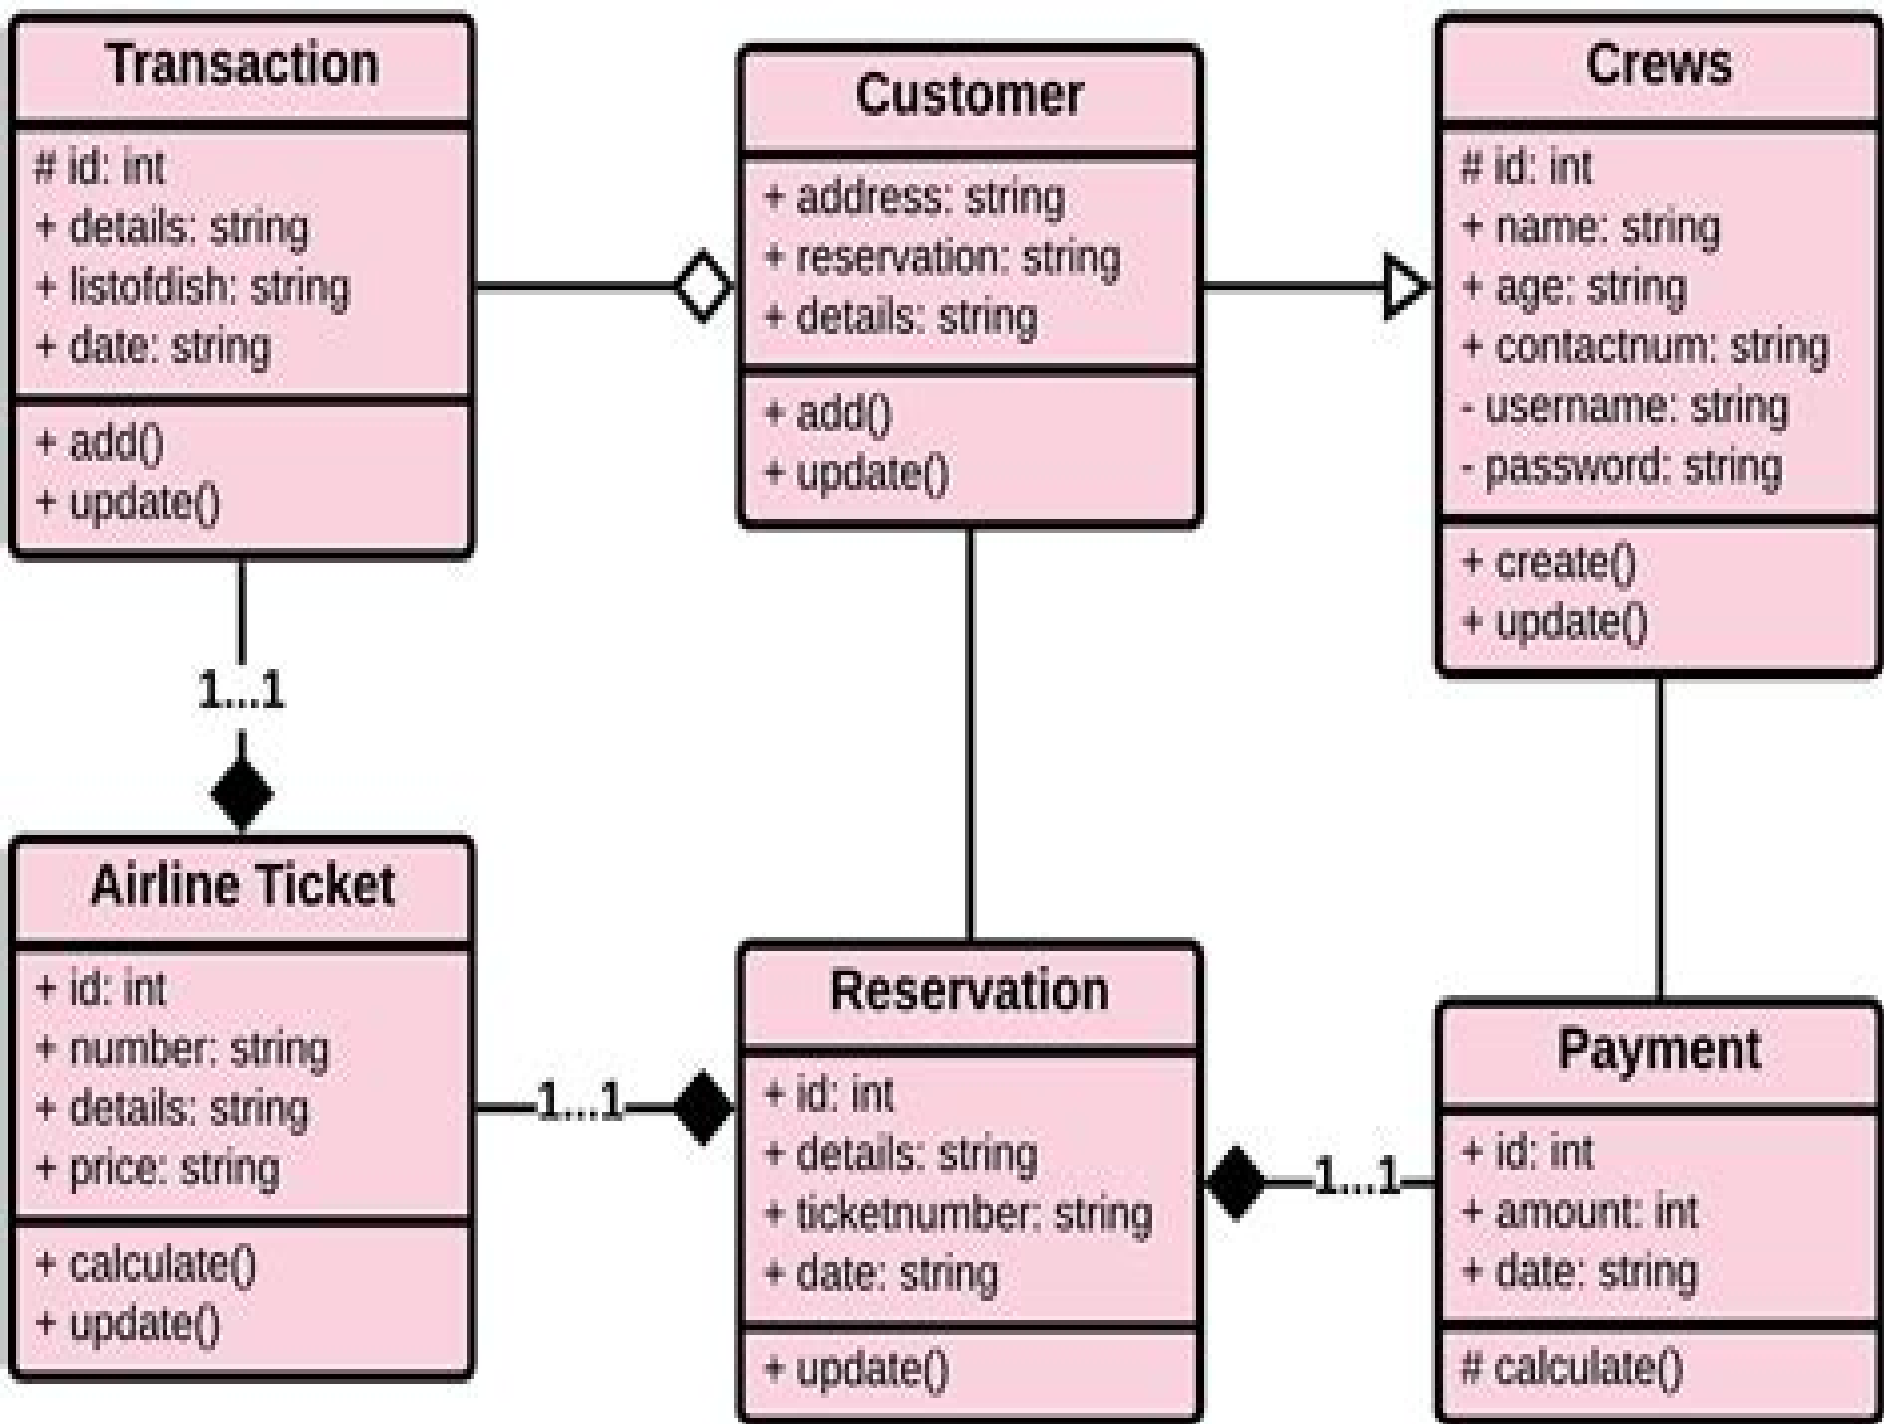 Transaction
# id: int
+ details: string
+ listofdish: string
+ date: string
+ add()
+ update()
Customer
+ address: string
+ reservation: string
+ details: string
+ add()
+ update()
Crews
# id: int
+ name: string
+ age: string
+ contactnum: string
- username: string
- password: string
+ create()
+ update()
1...1
Airline Ticket
+ id: int
+ number: string
+ details: string
+ price: string
+ calculate()
+ update()
1...1
Reservation
+ id: int
+ details: string
+ ticketnumber: string
+ date: string
+ update()
1...1
Payment
+ id: int
+ amount: int
+ date: string
# calculate()